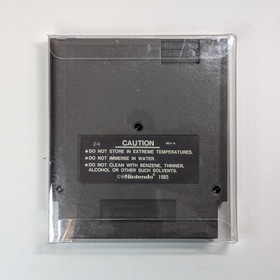 24 CAUTION REV-A
●DO NOT STORE IN EXTREME TEMPERATURES.
●DO NOT IMMERSE IN WATER.
●DO NOT CLEAN WITH BENZENE, THINNER,
ALCOHOL OR OTHER SUCH SOLVENTS.
©Nintendo® 1985